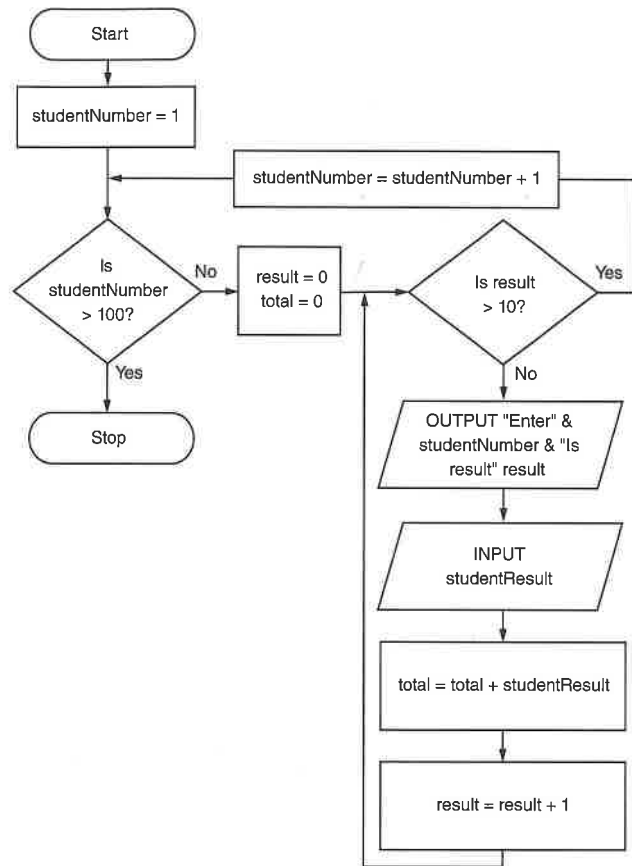 Start
studentNumber = 1
studentNumber = studentNumber + 1
Is
studentNumber
> 100?
No
result = 0
total = 0
Is result
> 10?
Yes
Yes
No
Stop
OUTPUT "Enter" &
studentNumber & "Is
result" result
INPUT
studentResult
total = total + studentResult
result = result + 1